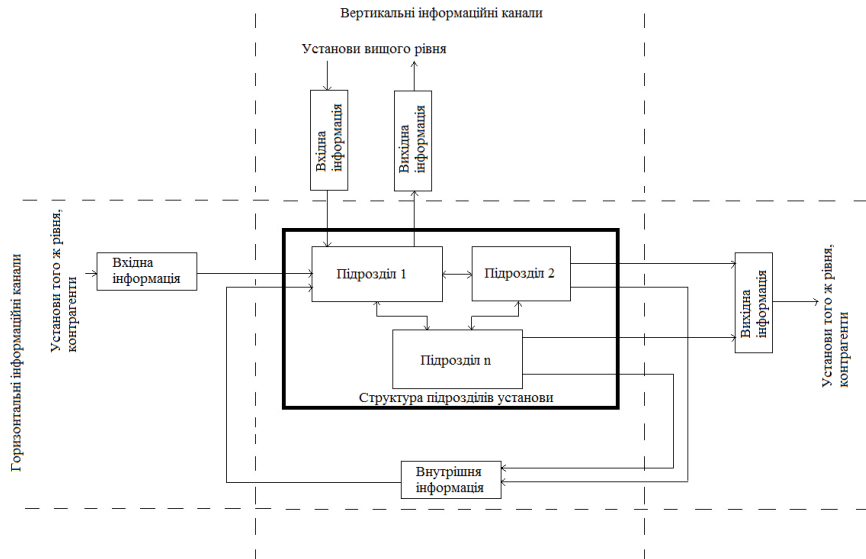 Вертикальні інформаційні канали
Установи вищого рівня
Вхідна
інформація
Вихідна
інформація
Горизонтальні інформаційні канали
Установи того ж рівня,
контрагенти
Вхідна
інформація
Підрозділ 1
Підрозділ 2
Підрозділ n
Структура підрозділів установи
Вихідна
інформація
Установи того ж рівня,
контрагенти
Внутрішня
інформація